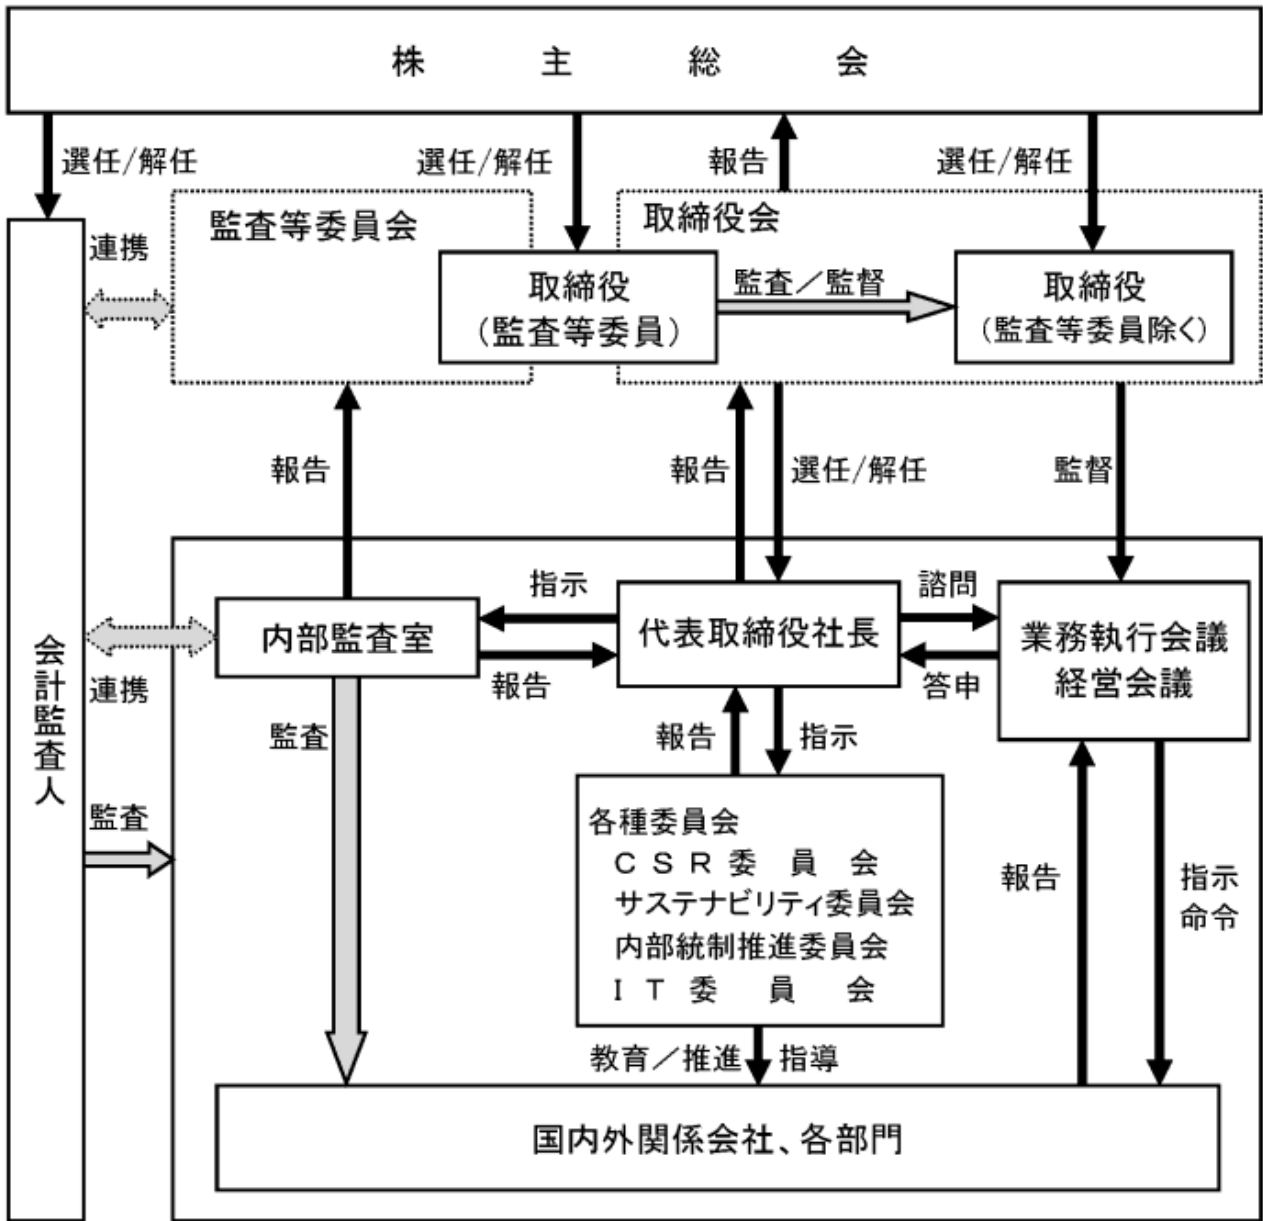 株主総会
選任/解任
選任/解任
報告
選任/解任
監査等委員会
取締役会
連携
取締役
（監査等委員）
監査／監督
取締役
（監査等委員除く）
報告
報告
選任/解任
監督
指示
諮問
内部監査室
代表取締役社長
業務執行会議
経営会議
会計監査人
連携
報告
答申
監査
報告
指示
監査
各種委員会
ＣＳＲ委員会
サステナビリティ委員会
内部統制推進委員会
ＩＴ委員会
報告
指示
命令
教育／推進
指導
国内外関係会社、各部門